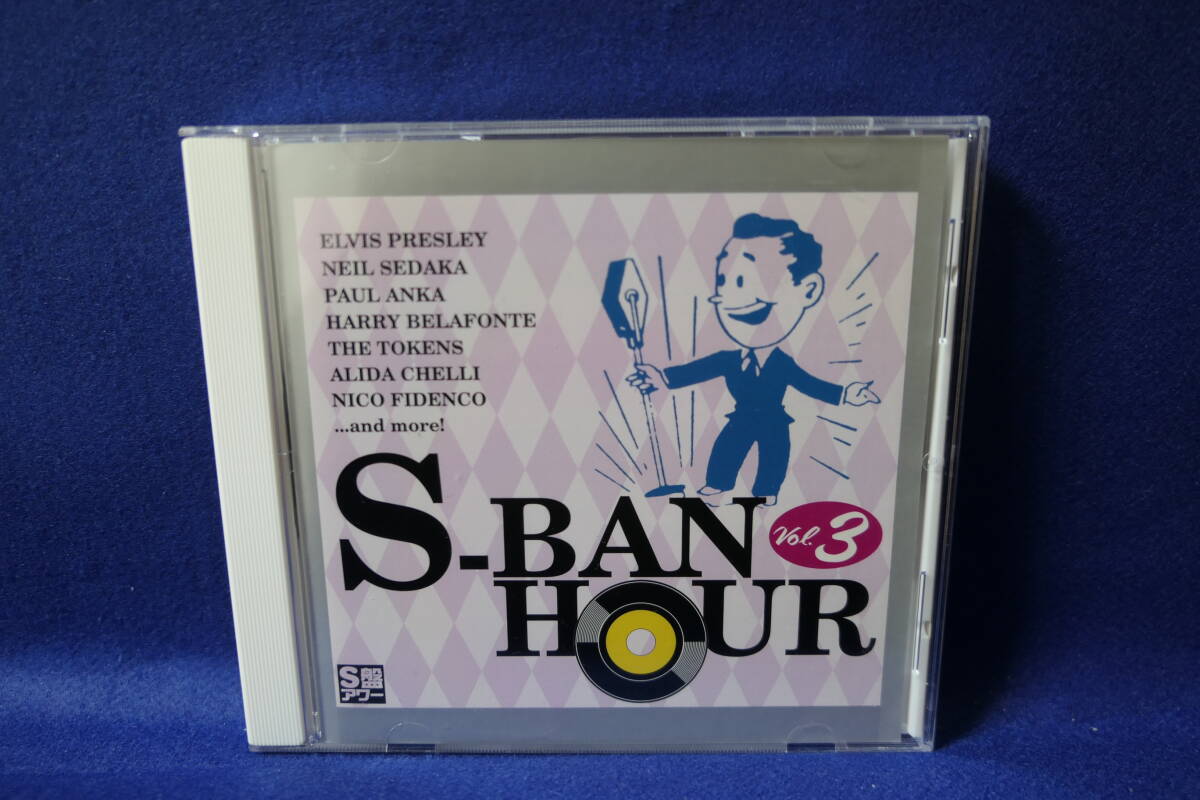 ELVIS PRESLEY
NEIL SEDAKA
PAUL ANKA
HARRY BELAFONTE
THE TOKENS
ALIDA CHELLI
NICO FIDENCO
...and more!
S-BAN
Vol. 3
HOUR
S盤
アワー